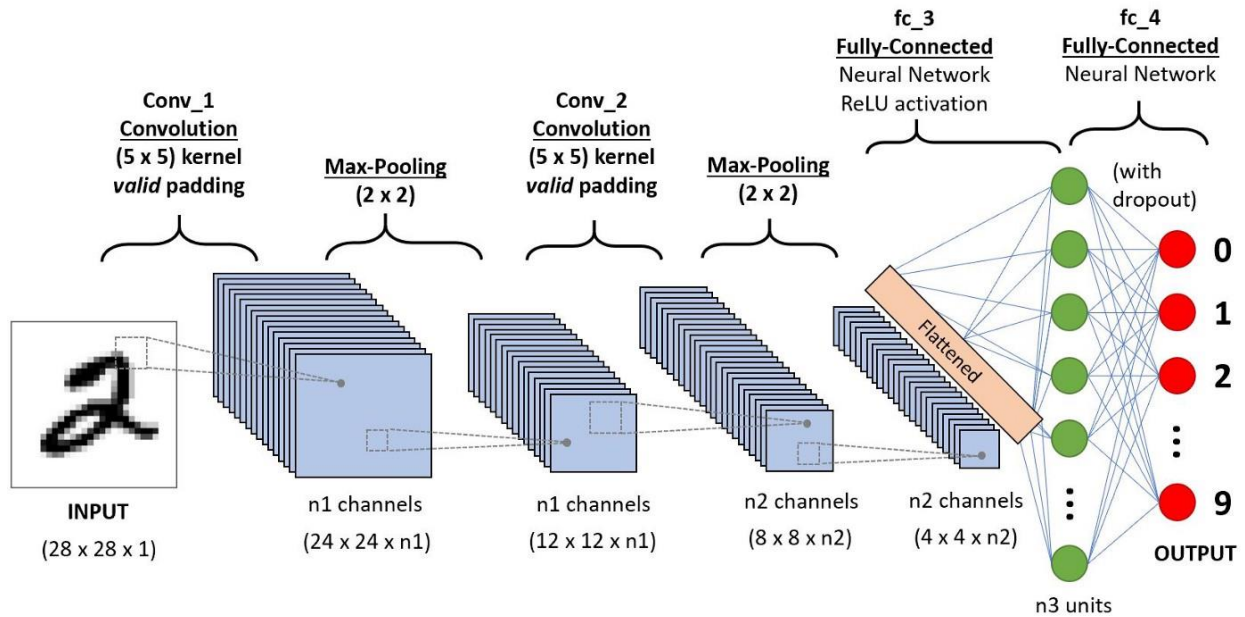 Conv_1
Convolution
(5 x 5) kernel
valid padding
Max-Pooling
(2 x 2)
Conv_2
Convolution
(5 x 5) kernel
valid padding
Max-Pooling
(2 x 2)
fc_3
Fully-Connected
Neural Network
ReLU activation
fc_4
Fully-Connected
Neural Network
(with
dropout)
Flattened
0
1
2
9
INPUT
(28 x 28 x 1)
n1 channels
(24 x 24 x n1)
n1 channels
(12 x 12 x n1)
n2 channels
(8 x 8 x n2)
n2 channels
(4 x 4 x n2)
n3 units
OUTPUT